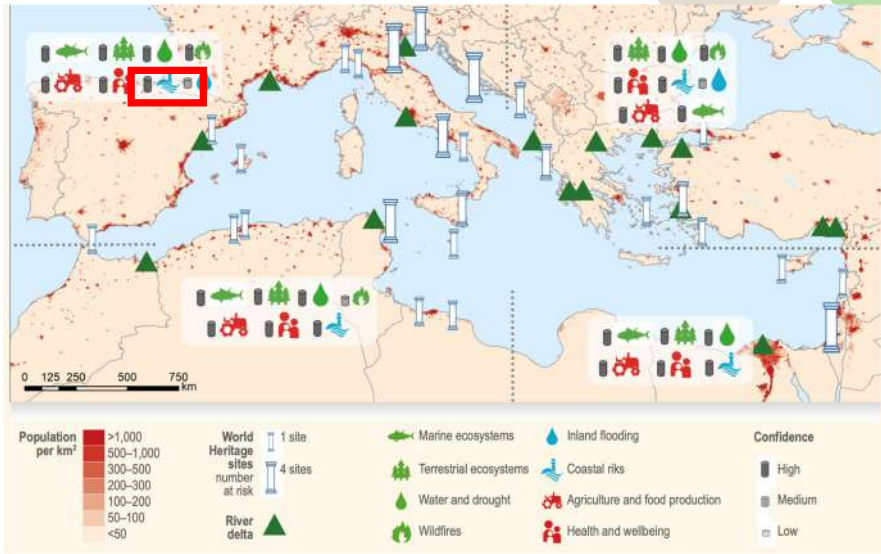 0 125 250 500 750
km
Population
per km²
>1,000
500–1,000
300–500
200–300
100–200
50–100
<50
World
Heritage
sites
number
at risk
1 site
4 sites
River
delta
Marine ecosystems
Terrestrial ecosystems
Water and drought
Wildfires
Inland flooding
Coastal riks
Agriculture and food production
Health and wellbeing
Confidence
High
Medium
Low